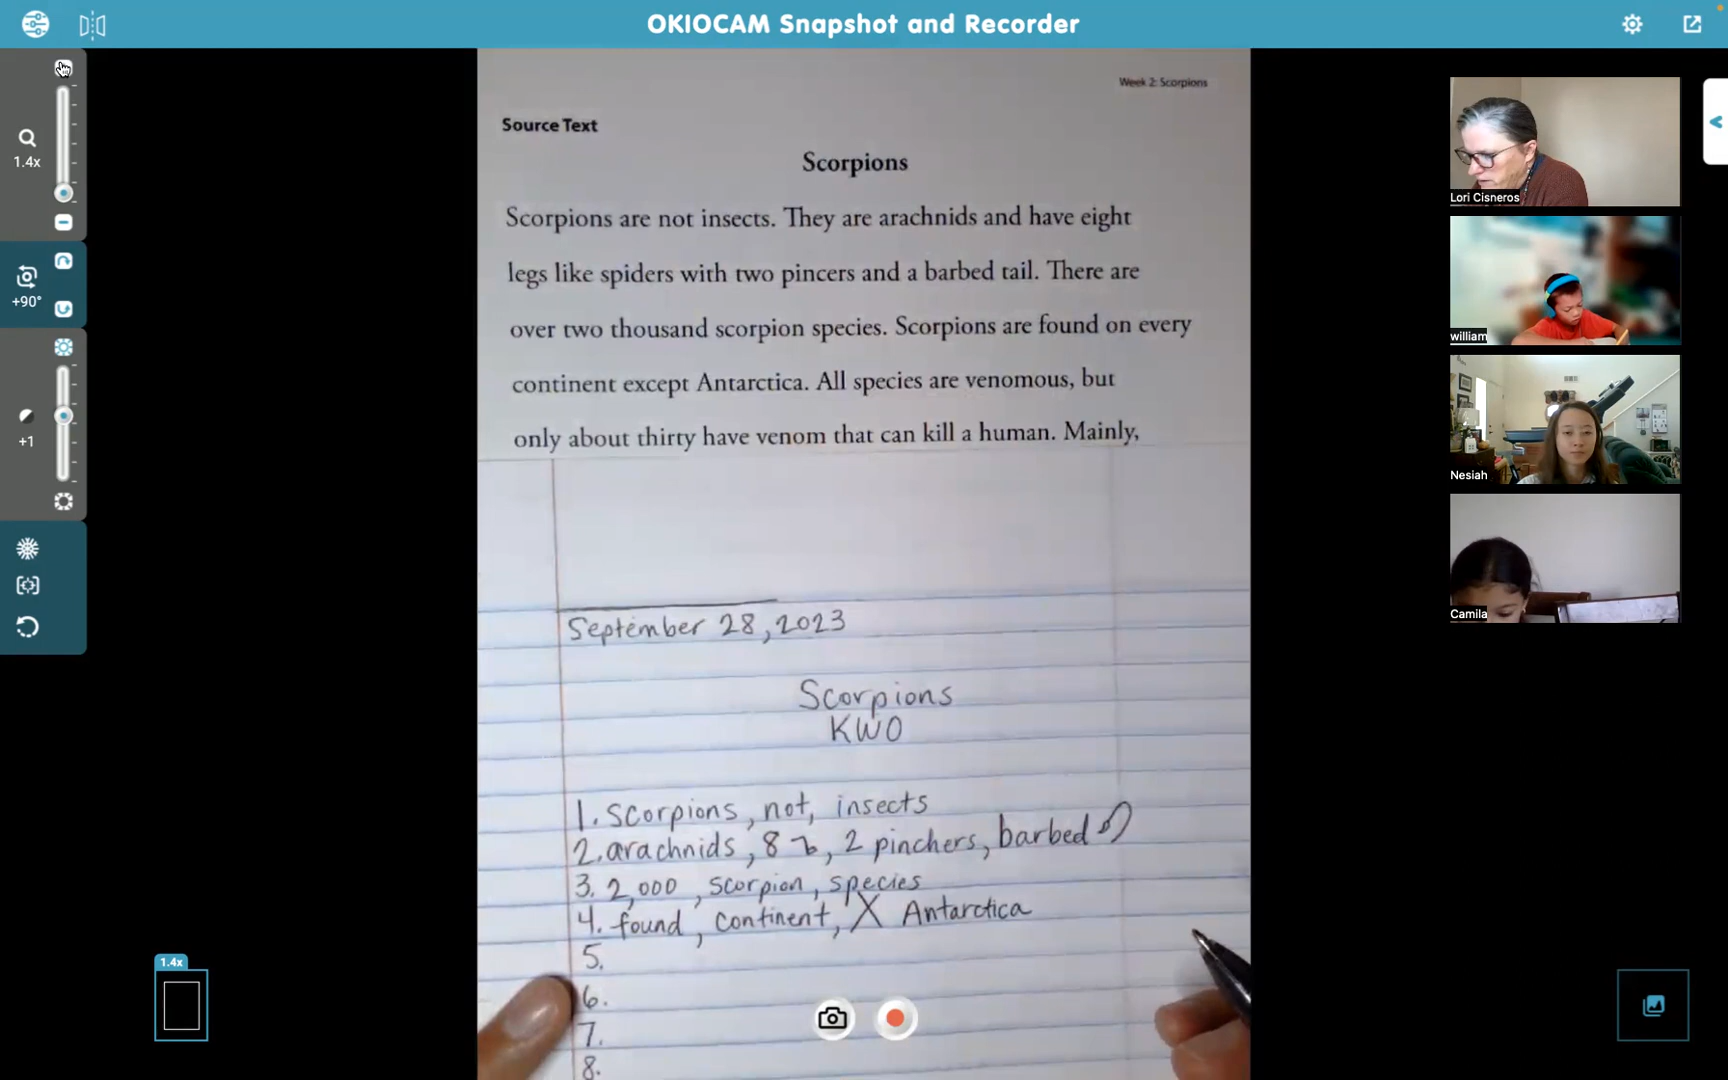 OKIOCAM Snapshot and Recorder
Week 2: Scorpions
Source Text
Scorpions
Scorpions are not insects. They are arachnids and have eight
legs like spiders with two pincers and a barbed tail. There are
over two thousand scorpion species. Scorpions are found on every
continent except Antarctica. All species are venomous, but
only about thirty have venom that can kill a human. Mainly,
September 28, 2023
Scorpions
KWO
1. scorpions, not, insects
2. arachnids, 8, 2 pinchers, barbed
3. 2,000, scorpion, species
4. found, continent, X Antarctica
5.
6.
7.
8.
1.4x
+90°
+1
1.4x
Lori Cisneros
william
Nesiah
Camila